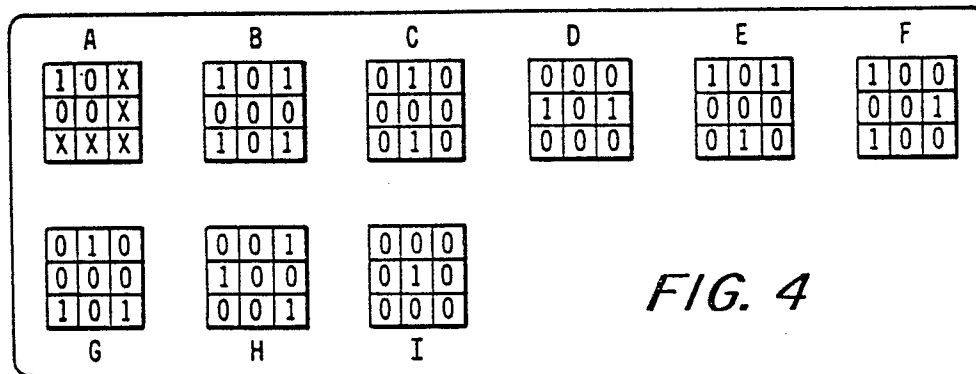 A B C D E F
1 0 X 1 0 1 0 1 0 0 0 0 1 0 1 1 0 0
0 0 X 0 0 0 0 0 0 1 0 1 0 0 0 0 0 1
X X X 1 0 1 0 1 0 0 0 0 0 1 0 1 0 0
0 1 0 0 0 1 0 0 0
0 0 0 1 0 0 0 1 0
1 0 1 0 0 1 0 0 0
FIG. 4
G H I